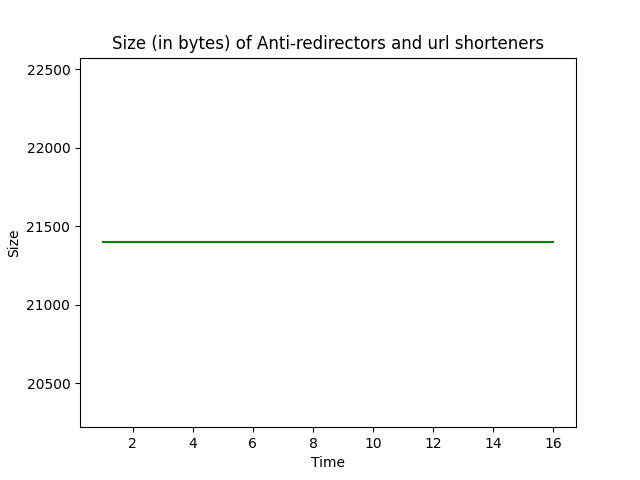 Size (in bytes) of Anti-redirectors and url shorteners
22500
22000
21500
21000
20500
Size
2 4 6 8 10 12 14 16
Time